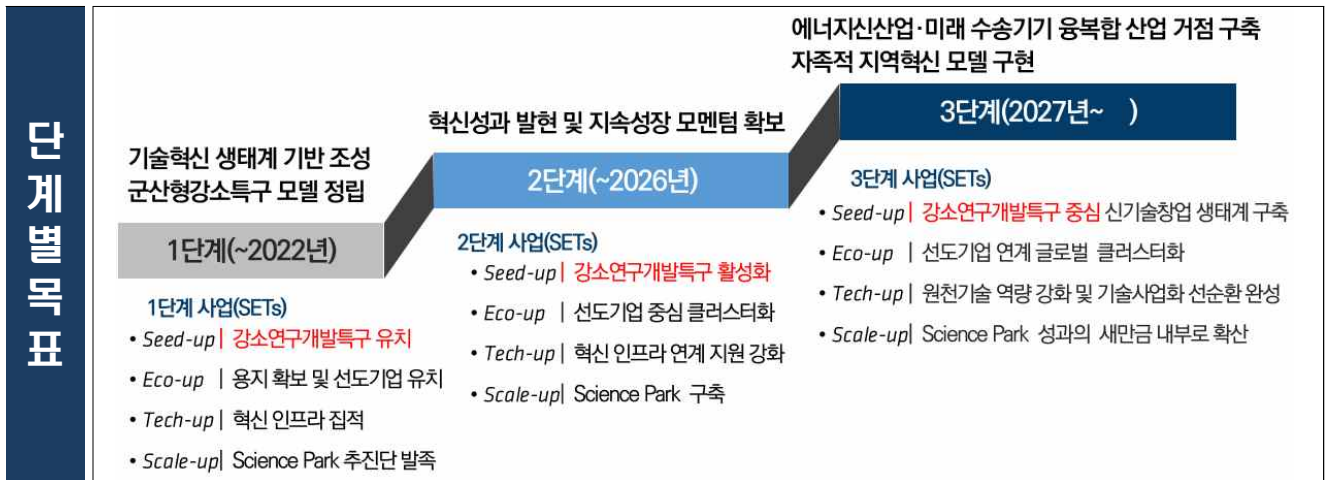 단계별목표
기술혁신 생태계 기반 조성
군산형강소특구 모델 정립
1단계(~2022년)
1단계 사업(SETs)
• Seed-up | 강소연구개발특구 유치
• Eco-up | 용지 확보 및 선도기업 유치
• Tech-up | 혁신 인프라 집적
• Scale-up| Science Park 추진단 발족
혁신성과 발현 및 지속성장 모멘텀 확보
2단계(~2026년)
2단계 사업(SETs)
• Seed-up | 강소연구개발특구 활성화
• Eco-up | 선도기업 중심 클러스터화
• Tech-up | 혁신 인프라 연계 지원 강화
• Scale-up| Science Park 구축
에너지신산업·미래 수송기기 융복합 산업 거점 구축
자족적 지역혁신 모델 구현
3단계(2027년~ )
3단계 사업(SETs)
• Seed-up | 강소연구개발특구 중심 신기술창업 생태계 구축
• Eco-up | 선도기업 연계 글로벌 클러스터화
• Tech-up | 원천기술 역량 강화 및 기술사업화 선순환 완성
• Scale-up| Science Park 성과의 새만금 내부로 확산